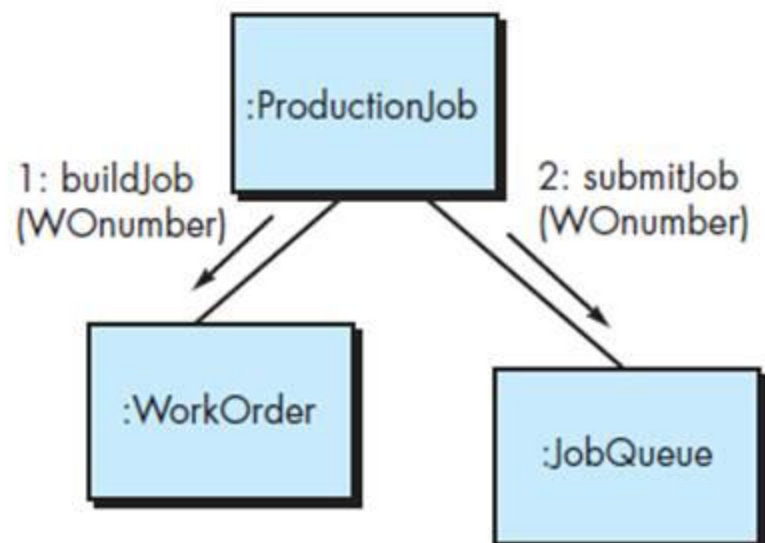 :ProductionJob
1: buildJob
(WOnumber)
2: submitJob
(WOnumber)
:WorkOrder
:JobQueue